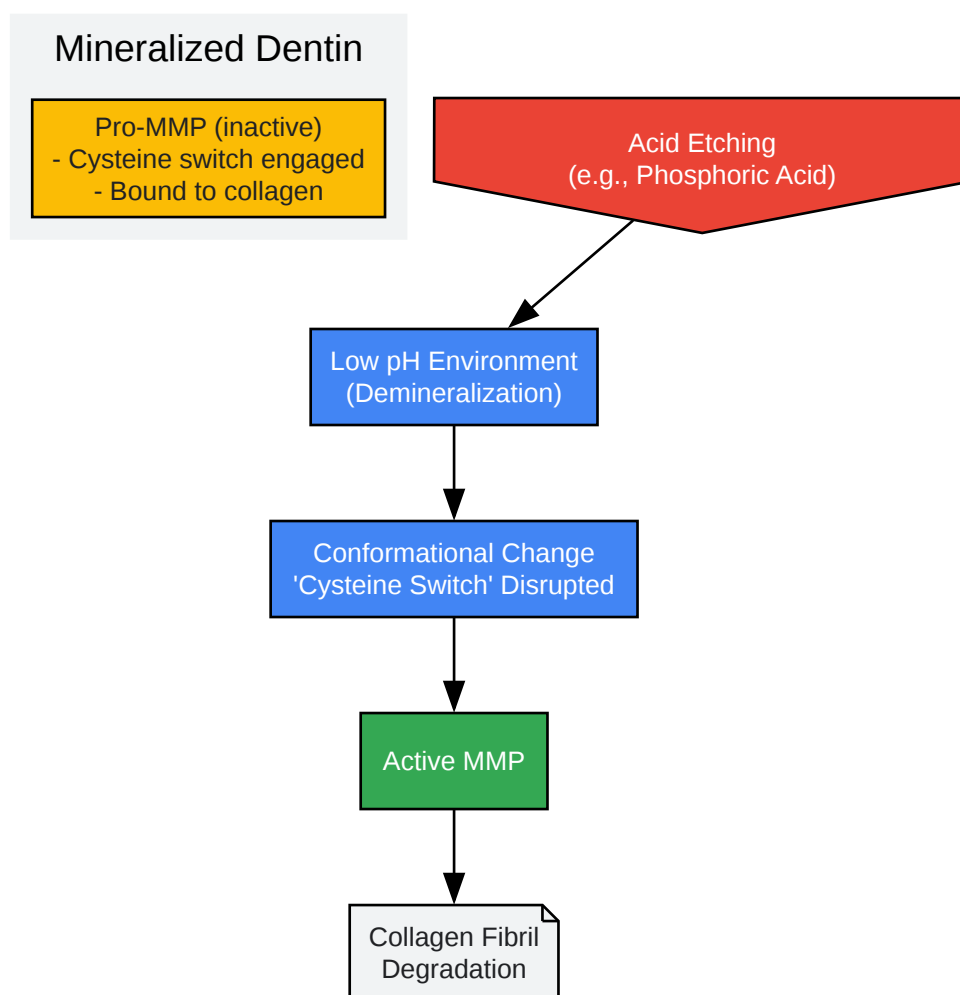 Mineralized Dentin
Pro-MMP (inactive)
- Cysteine switch engaged
- Bound to collagen
Acid Etching
(e.g., Phosphoric Acid)
Low pH Environment
(Demineralization)
Conformational Change
'Cysteine Switch' Disrupted
Active MMP
Collagen Fibril
Degradation